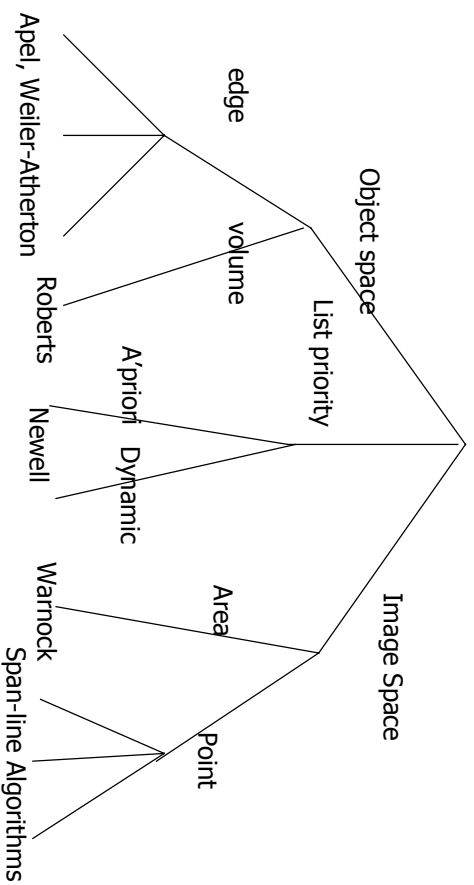 Object space
List priority
Image Space
edge
volume
A'priori
Dynamic
Area
Point
Apel, Weiler-Atherton
Roberts
Newell
Warnock
Span-line Algorithms